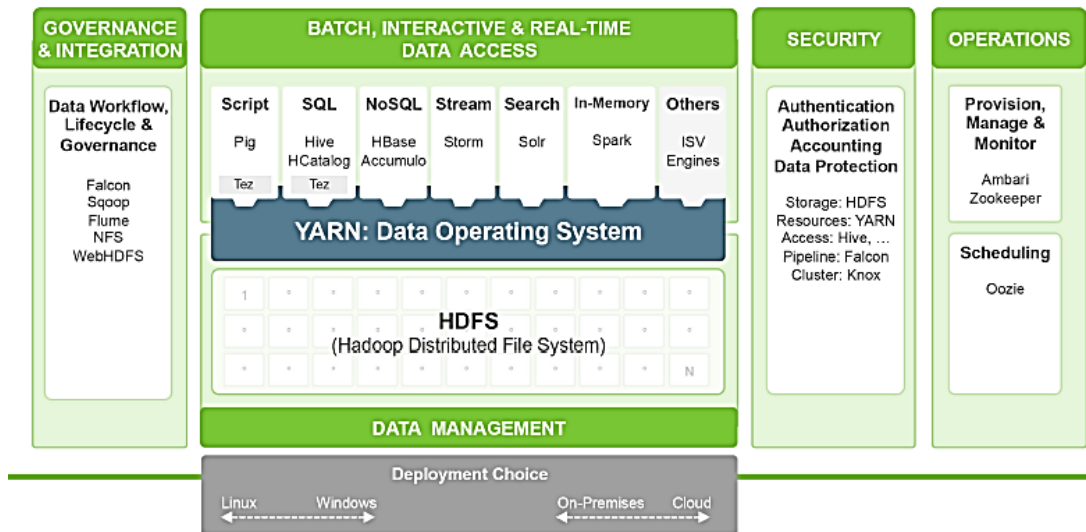 GOVERNANCE
& INTEGRATION
Data Workflow,
Lifecycle &
Governance
Falcon
Sqoop
Flume
NFS
WebHDFS
BATCH, INTERACTIVE & REAL-TIME
DATA ACCESS
Script
Pig
Tez
SQL
Hive
HCatalog
Tez
NoSQL
HBase
Accumulo
Stream
Storm
Search
Solr
In-Memory
Spark
Others
ISV
Engines
YARN: Data Operating System
1
HDFS
(Hadoop Distributed File System)
N
DATA MANAGEMENT
SECURITY
Authentication
Authorization
Accounting
Data Protection
Storage: HDFS
Resources: YARN
Access: Hive, …
Pipeline: Falcon
Cluster: Knox
OPERATIONS
Provision,
Manage &
Monitor
Ambari
Zookeeper
Scheduling
Oozie
Deployment Choice
Linux Windows On-Premises Cloud